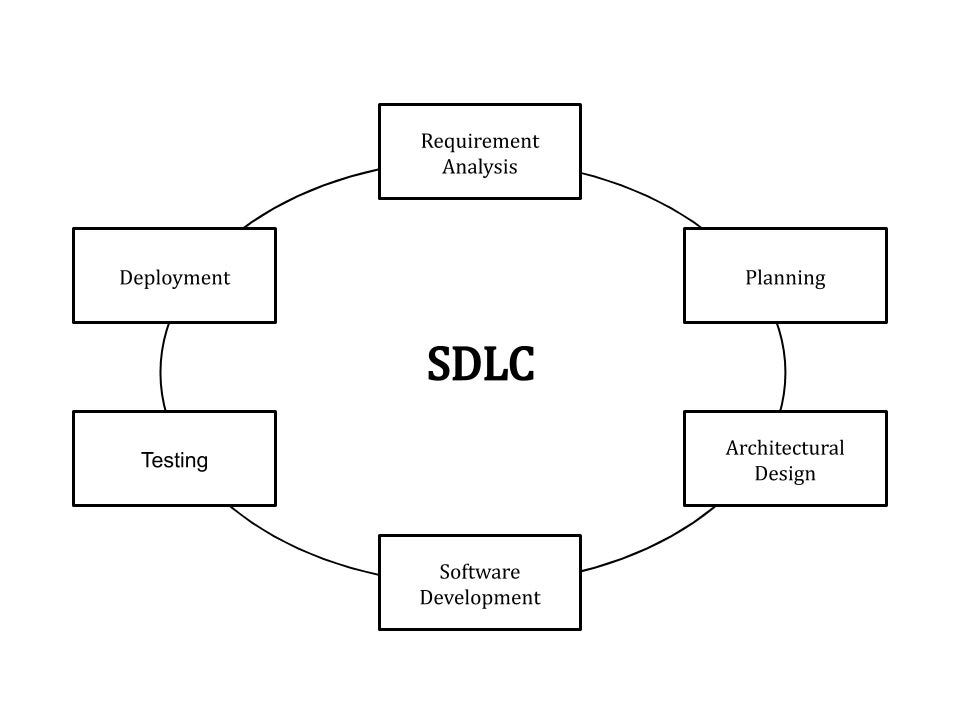 Requirement
Analysis
Deployment
Planning
SDLC
Testing
Architectural
Design
Software
Development